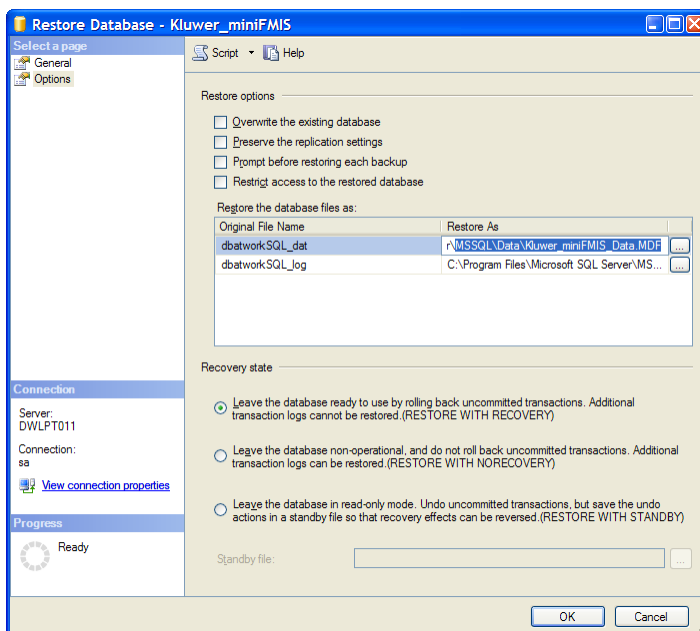 Restore Database - Kluwer_miniFMIS
Select a page
General
Options
Script
Help
Restore options
Overwrite the existing database
Preserve the replication settings
Prompt before restoring each backup
Restrict access to the restored database
Restore the database files as:
Original File Name Restore As
dbatworkSQL_dat r\MSSQL\Data\Kluwer_miniFMIS_Data.MDF ...
dbatworkSQL_log C:\Program Files\Microsoft SQL Server\MS... ...
Recovery state
Leave the database ready to use by rolling back uncommitted transactions. Additional
transaction logs cannot be restored.(RESTORE WITH RECOVERY)
Leave the database non-operational, and do not roll back uncommitted transactions. Additional
transaction logs can be restored.(RESTORE WITH NORECOVERY)
Leave the database in read-only mode. Undo uncommitted transactions, but save the undo
actions in a standby file so that recovery effects can be reversed.(RESTORE WITH STANDBY)
Standby file: ...
Connection
Server:
DWLPT011
Connection:
sa
View connection properties
Progress
Ready
OK Cancel